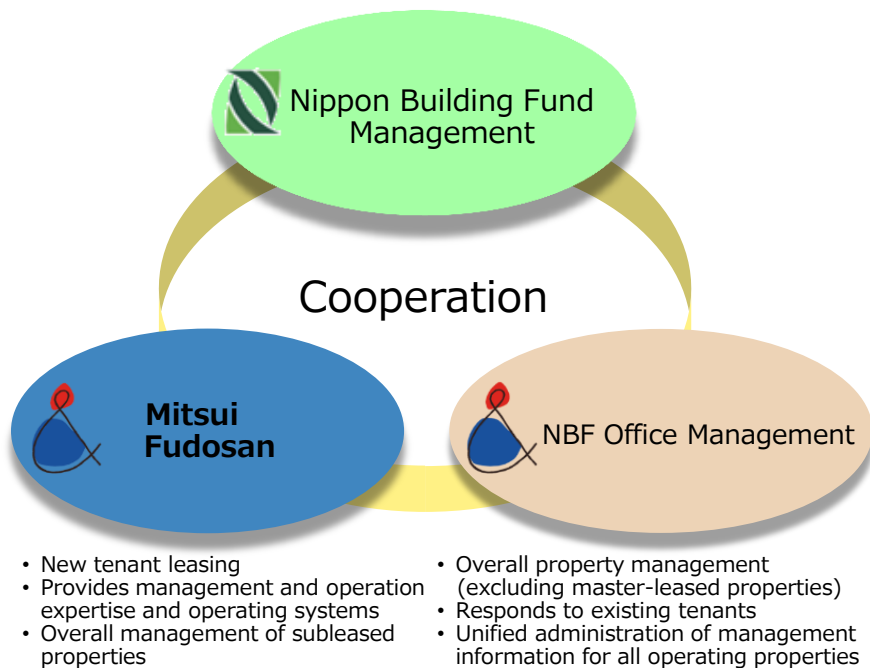 Nippon Building Fund
Management
Cooperation
Mitsui
Fudosan
NBF Office Management
• New tenant leasing
• Provides management and operation
expertise and operating systems
• Overall management of subleased
properties
• Overall property management
(excluding master-leased properties)
• Responds to existing tenants
• Unified administration of management
information for all operating properties